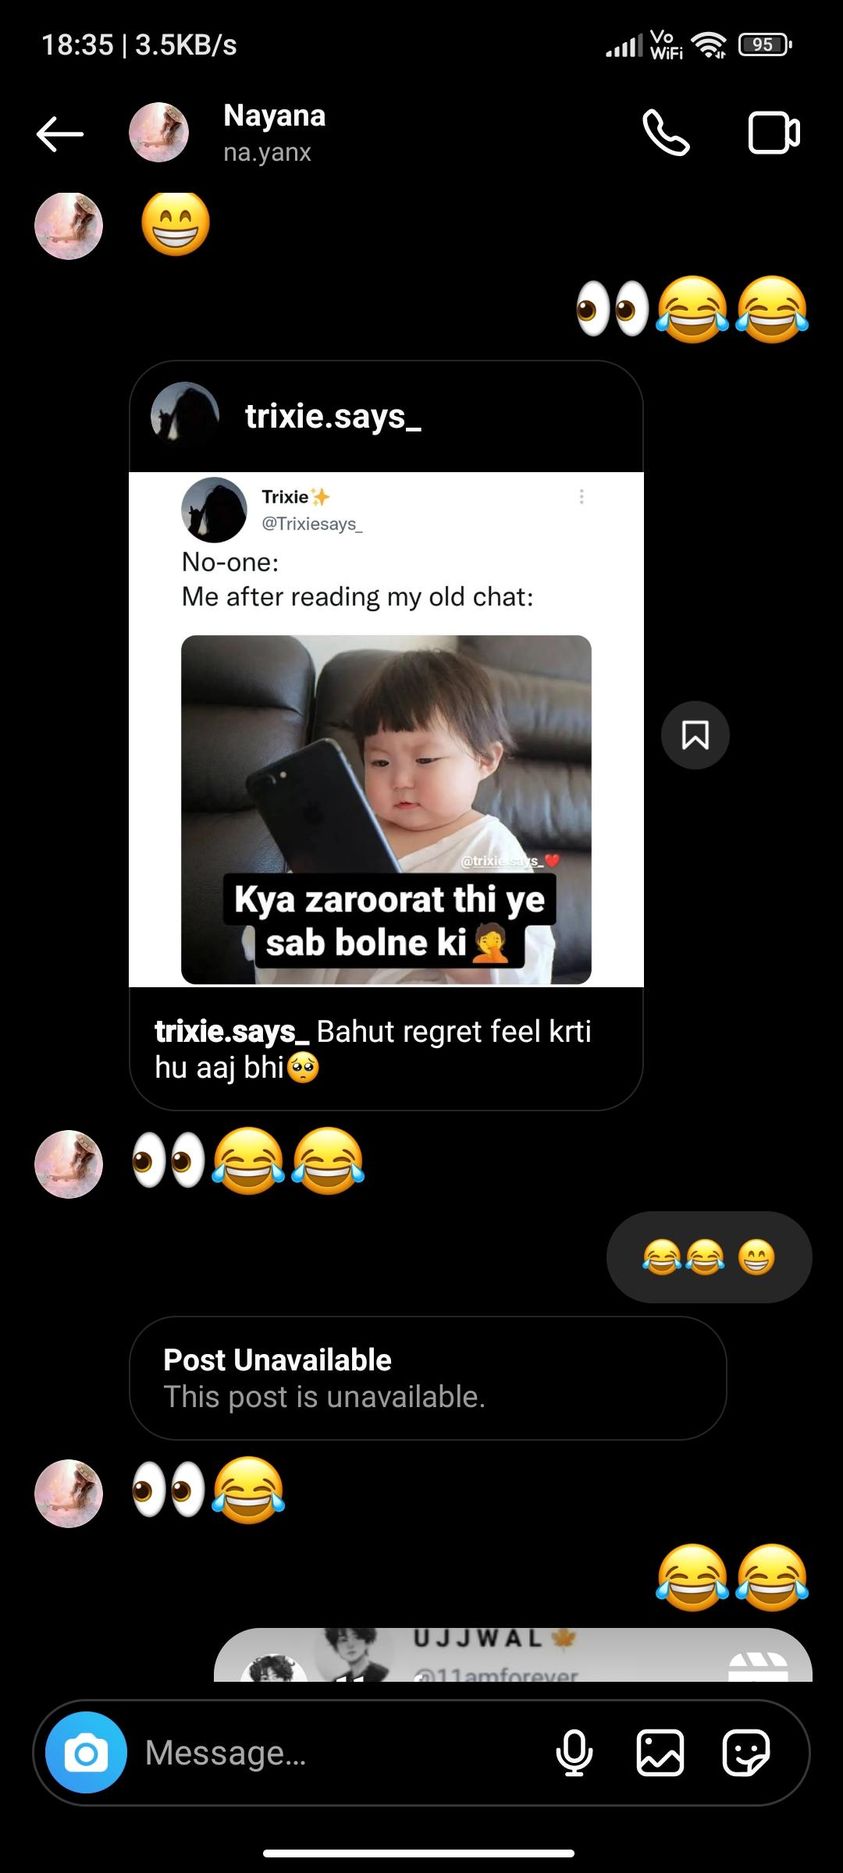 18:35 | 3.5KB/s
Vo
WiFi
95
Nayana
na.yanx
😁
👀😂😂
trixie.says_
Trixie✨
@Trixiesays_
No-one:
Me after reading my old chat:
@trixie.says_❤️
Kya zaroorat thi ye
sab bolne ki🤦
trixie.says_ Bahut regret feel krti
hu aaj bhi🥺
👀😂😂
😂😂 😁
Post Unavailable
This post is unavailable.
👀😂
😂😂
UJJWAL🍁
@11amforever
Message...